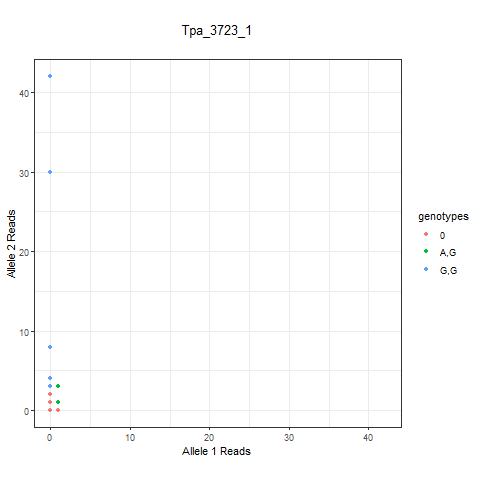 Tpa_3723_1
40
30
20
10
0
Allele 2 Reads
0 10 20 30 40
Allele 1 Reads
genotypes
0
A,G
G,G